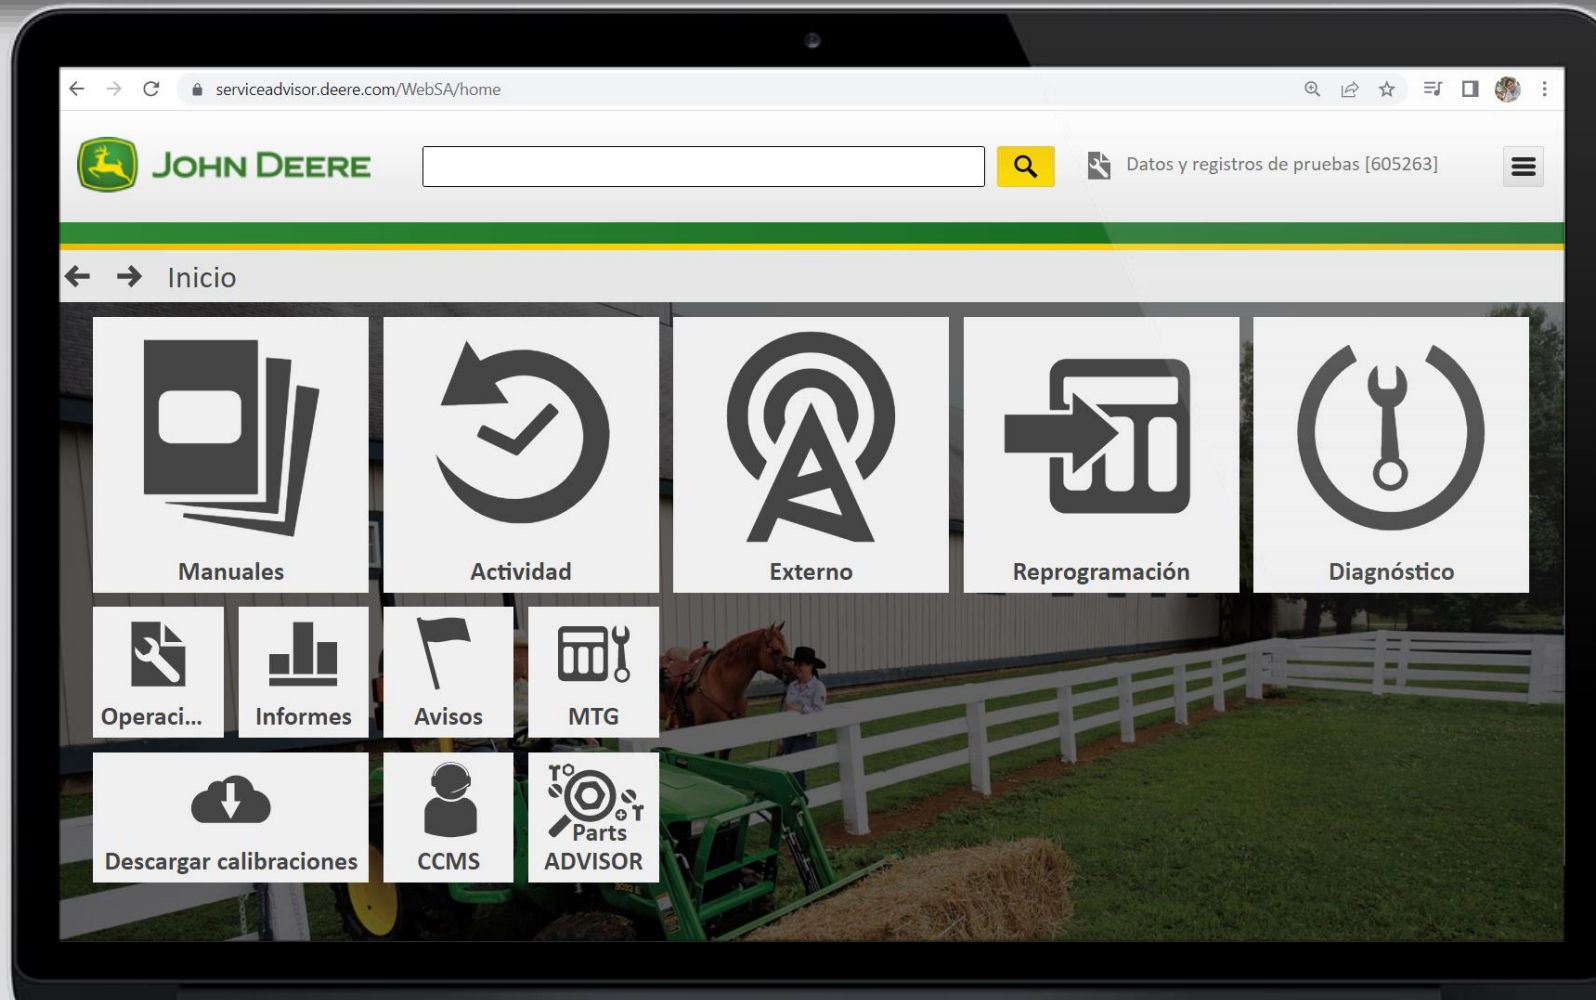 serviceadvisor.deere.com/WebSA/home
JOHN DEERE
Datos y registros de pruebas [605263]
Inicio
Manuales
Actividad
Externo
Reprogramación
Diagnóstico
Operaci...
Informes
Avisos
MTG
Descargar calibraciones
CCMS
Parts
ADVISOR